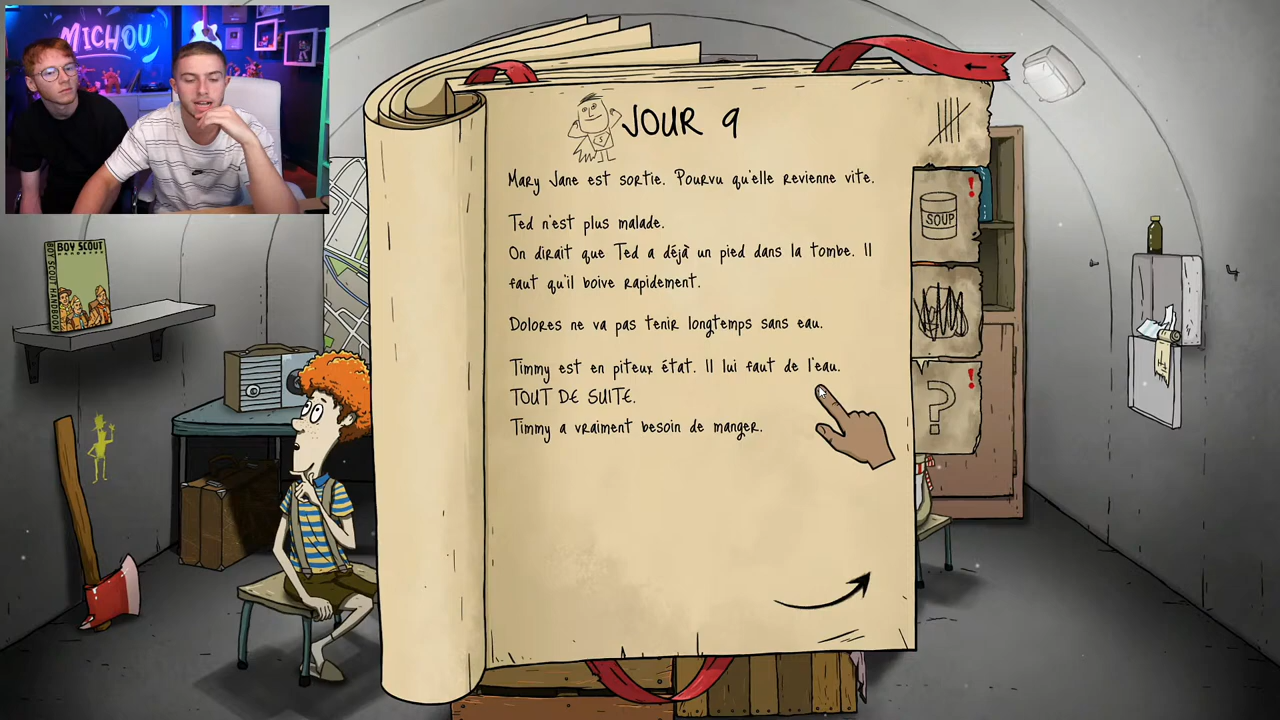 MICHOU
JOUR 9
Mary Jane est sortie. Pourvu qu'elle revienne vite.
Ted n'est plus malade.
On dirait que Ted a déjà un pied dans la tombe. Il
faut qu'il boive rapidement.
Dolores ne va pas tenir longtemps sans eau.
Timmy est en piteux état. Il lui faut de l'eau.
TOUT DE SUITE.
Timmy a vraiment besoin de manger.
!
SOUP
!
?
BOY SCOUT
BOY SCOUT HANDBOOK